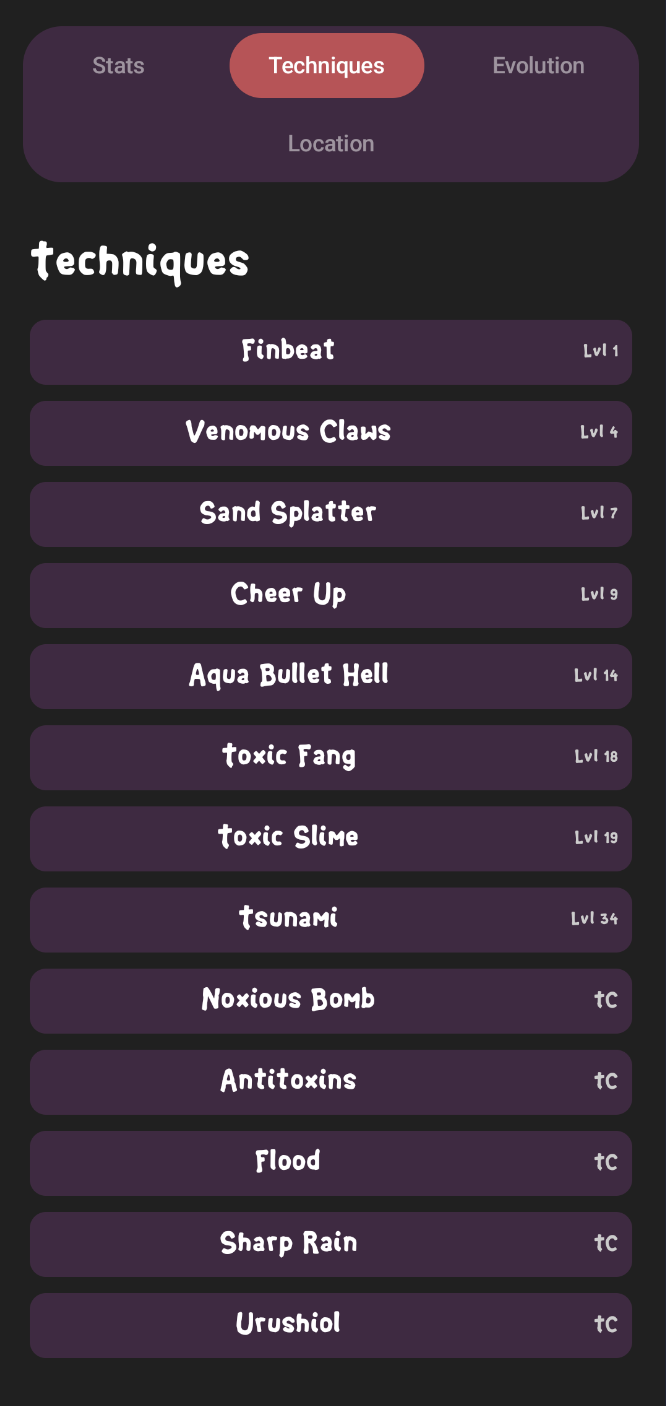 Stats
Techniques
Evolution
Location
techniques
Finbeat Lvl 1
Venomous Claws Lvl 4
Sand Splatter Lvl 7
Cheer Up Lvl 9
Aqua Bullet Hell Lvl 14
toxic Fang Lvl 18
toxic Slime Lvl 19
tsunami Lvl 34
Noxious Bomb tC
Antitoxins tC
Flood tC
Sharp Rain tC
Urushiol tC